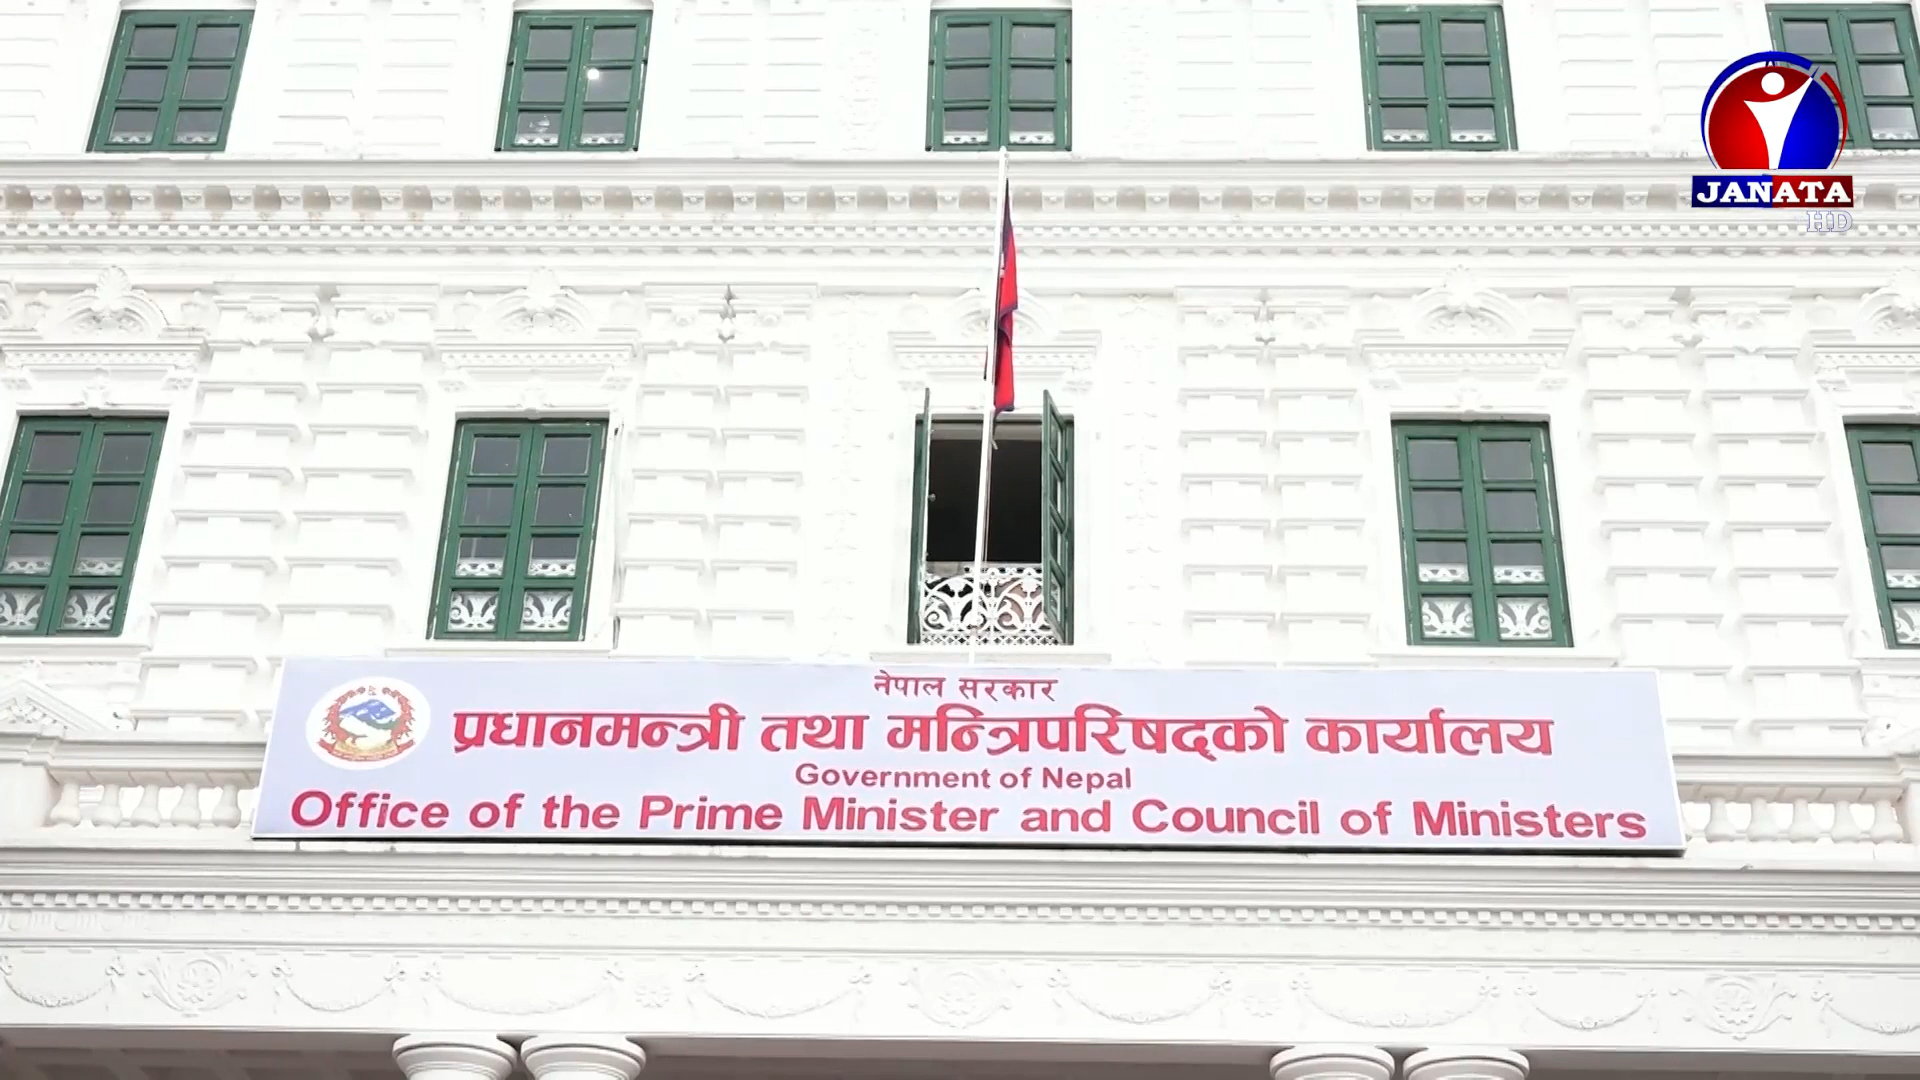 JANATA
HD
नेपाल सरकार
प्रधानमन्त्री तथा मन्त्रिपरिषद्को कार्यालय
Government of Nepal
Office of the Prime Minister and Council of Ministers